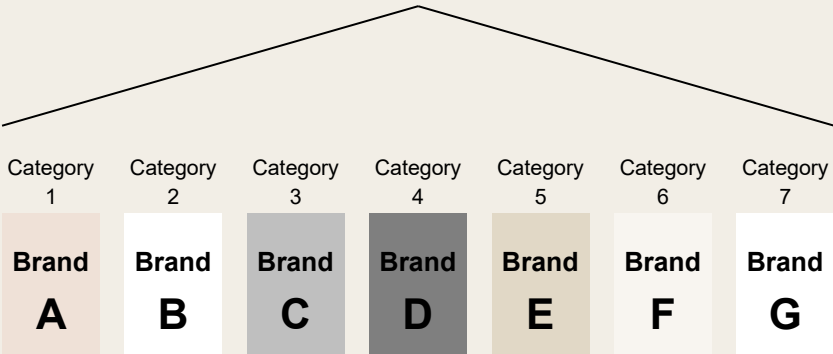 Category Category Category Category Category Category Category
1 2 3 4 5 6 7
Brand Brand Brand Brand Brand Brand Brand
A B C D E F G